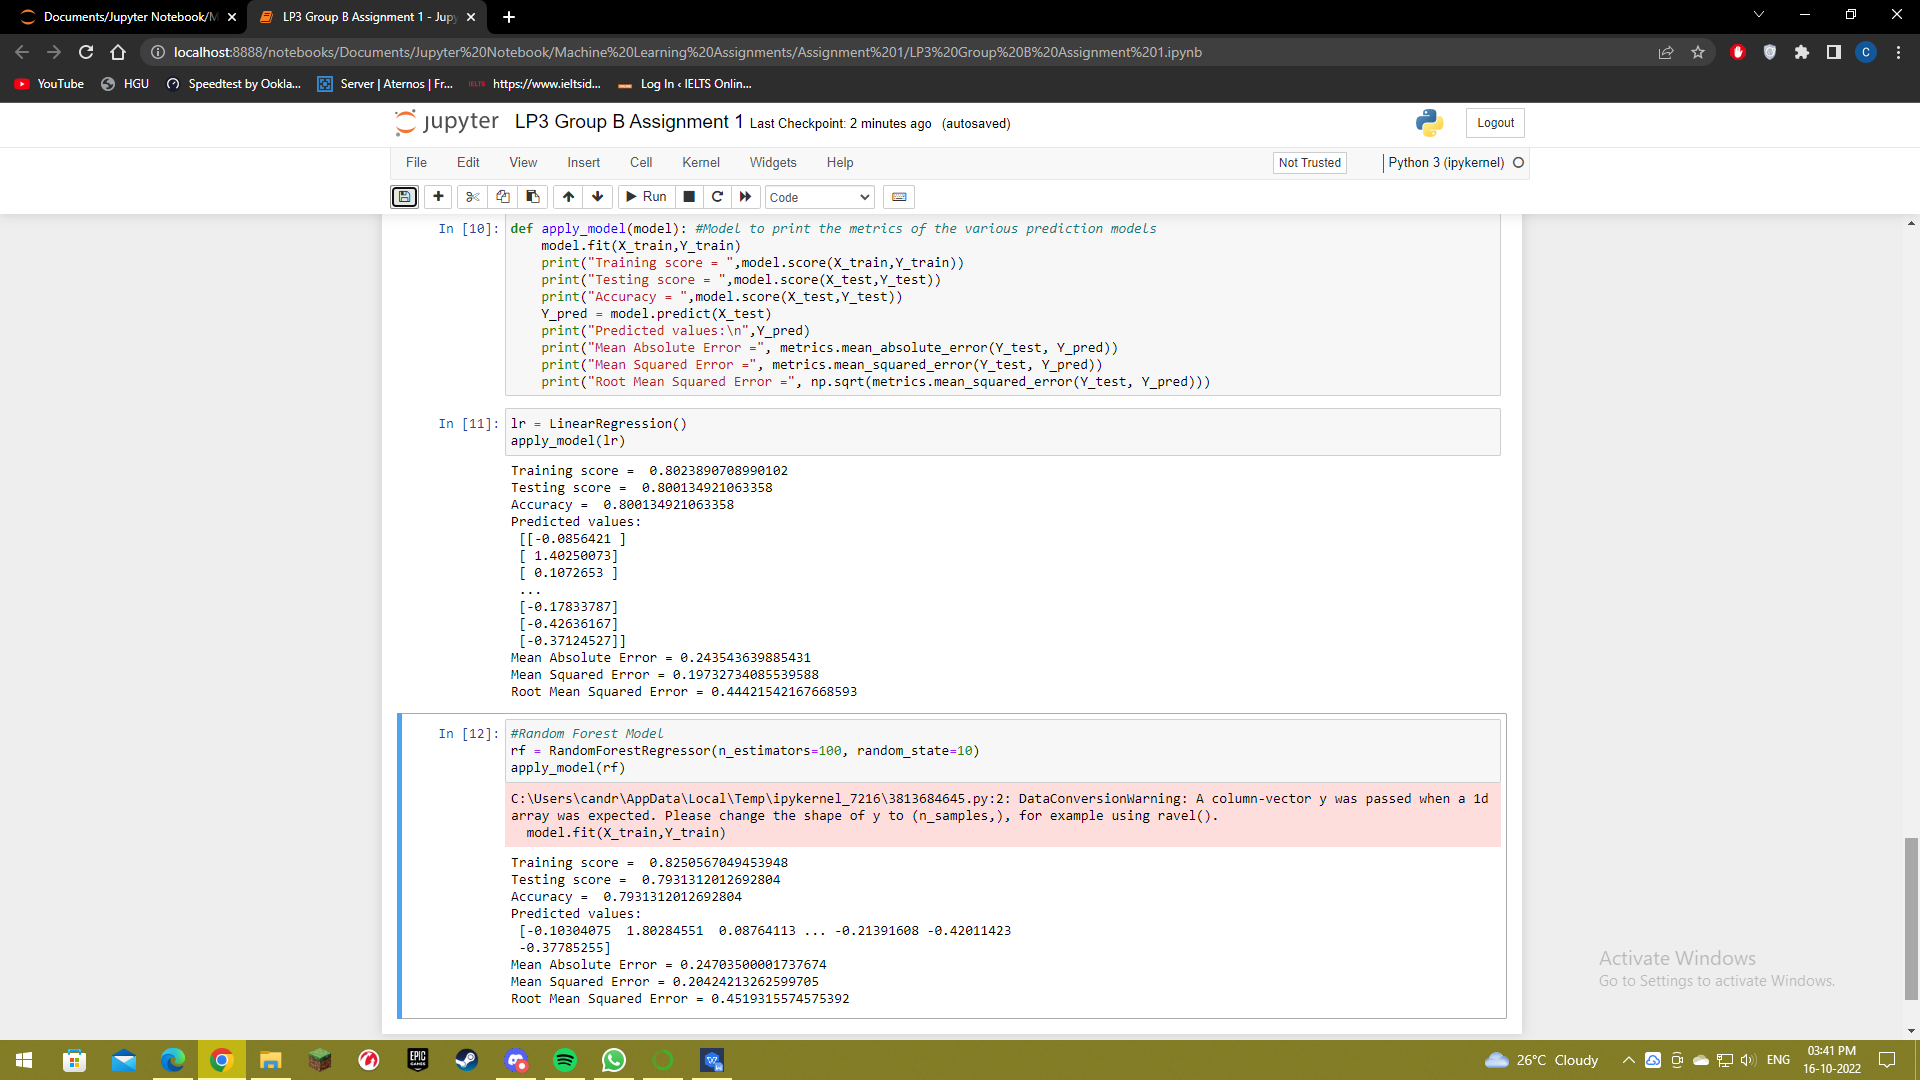 Documents/Jupyter Notebook/M
LP3 Group B Assignment 1 - Jupy
localhost:8888/notebooks/Documents/Jupyter%20Notebook/Machine%20Learning%20Assignments/Assignment%201/LP3%20Group%20B%20Assignment%201.ipynb
C
YouTube
HGU
Speedtest by Ookla...
Server | Aternos | Fr...
IELTS
https://www.ieltsid...
Log In ‹ IELTS Onlin...
jupyter LP3 Group B Assignment 1 Last Checkpoint: 2 minutes ago (autosaved)
Logout
File Edit View Insert Cell Kernel Widgets Help
Not Trusted
Python 3 (ipykernel)
Run
Code
In [10]: def apply_model(model): #Model to print the metrics of the various prediction models
    model.fit(X_train,Y_train)
    print("Training score = ",model.score(X_train,Y_train))
    print("Testing score = ",model.score(X_test,Y_test))
    print("Accuracy = ",model.score(X_test,Y_test))
    Y_pred = model.predict(X_test)
    print("Predicted values:\n",Y_pred)
    print("Mean Absolute Error =", metrics.mean_absolute_error(Y_test, Y_pred))
    print("Mean Squared Error =", metrics.mean_squared_error(Y_test, Y_pred))
    print("Root Mean Squared Error =", np.sqrt(metrics.mean_squared_error(Y_test, Y_pred)))
In [11]: lr = LinearRegression()
apply_model(lr)
Training score =  0.8023890708990102
Testing score =  0.800134921063358
Accuracy =  0.800134921063358
Predicted values:
 [[-0.0856421 ]
 [ 1.40250073]
 [ 0.1072653 ]
 ...
 [-0.17833787]
 [-0.42636167]
 [-0.37124527]]
Mean Absolute Error = 0.243543639885431
Mean Squared Error = 0.19732734085539588
Root Mean Squared Error = 0.44421542167668593
In [12]: #Random Forest Model
rf = RandomForestRegressor(n_estimators=100, random_state=10)
apply_model(rf)
C:\Users\candr\AppData\Local\Temp\ipykernel_7216\3813684645.py:2: DataConversionWarning: A column-vector y was passed when a 1d
array was expected. Please change the shape of y to (n_samples,), for example using ravel().
  model.fit(X_train,Y_train)
Training score =  0.8250567049453948
Testing score =  0.7931312012692804
Accuracy =  0.7931312012692804
Predicted values:
 [-0.10304075  1.80284551  0.08764113 ... -0.21391608 -0.42011423
 -0.37785255]
Mean Absolute Error = 0.24703500001737674
Mean Squared Error = 0.20424213262599705
Root Mean Squared Error = 0.4519315574575392
Activate Windows
Go to Settings to activate Windows.
EPIC
GAMES
26°C Cloudy
ENG
03:41 PM
16-10-2022